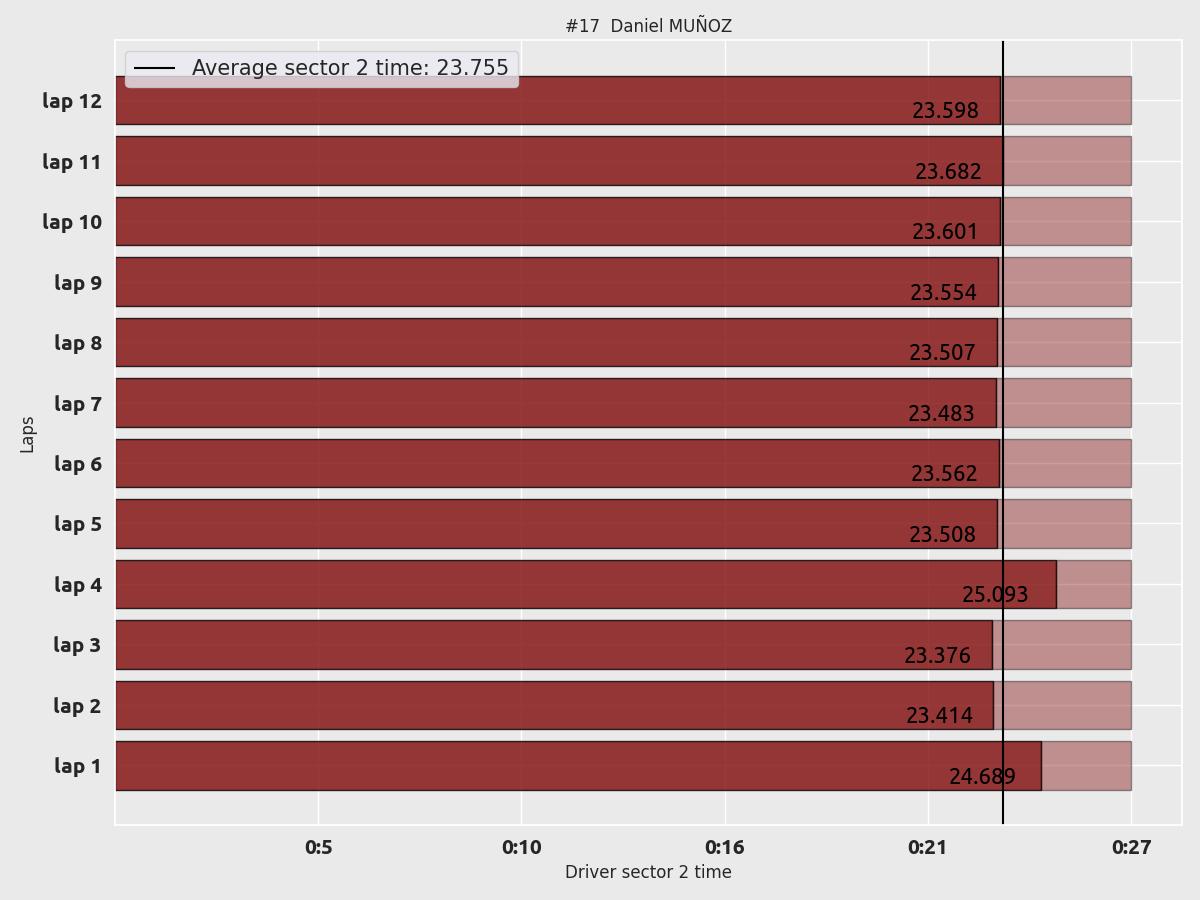 #17  Daniel MUÑOZ
Average sector 2 time: 23.755
lap 12
23.598
lap 11
23.682
lap 10
23.601
lap 9
23.554
lap 8
23.507
lap 7
23.483
lap 6
23.562
lap 5
23.508
lap 4
25.093
lap 3
23.376
lap 2
23.414
lap 1
24.689
Laps
0:5 0:10 0:16 0:21 0:27
Driver sector 2 time